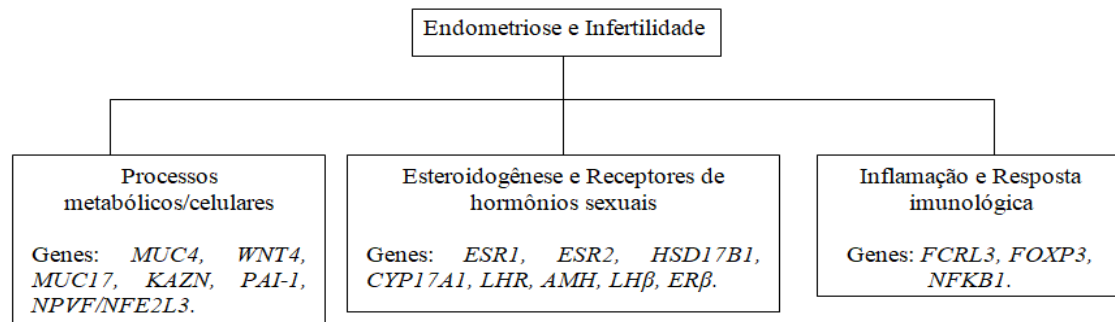 Endometriose e Infertilidade
Processos
metabólicos/celulares
Genes: MUC4, WNT4,
MUC17, KAZN, PAI-1,
NPVF/NFE2L3.
Esteroidogênese e Receptores de
hormônios sexuais
Genes: ESR1, ESR2, HSD17B1,
CYP17A1, LHR, AMH, LHβ, ERβ.
Inflamação e Resposta
imunológica
Genes: FCRL3, FOXP3,
NFKB1.